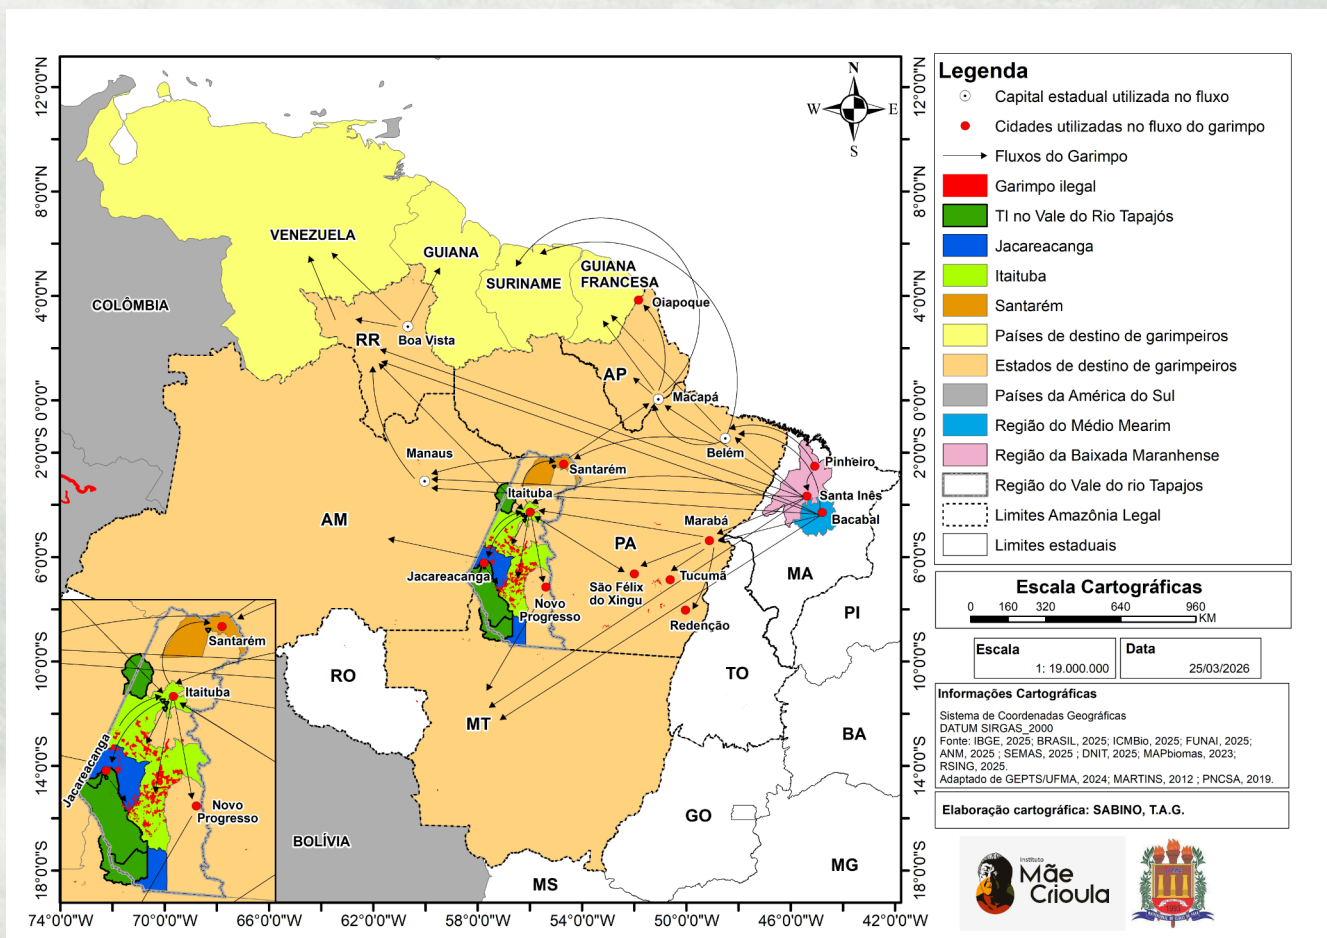 12°0'0"N
8°0'0"N
4°0'0"N
0°0'0"
2°0'0"S
6°0'0"S
10°0'0"S
14°0'0"S
18°0'0"S
74°0'0"W
70°0'0"W
62°0'0"W
58°0'0"W
54°0'0"W
50°0'0"W
46°0'0"W
42°0'0"W
N
W
E
S
VENEZUELA
GUIANA
SURINAME
GUIANA
FRANCESA
COLÔMBIA
Oiapoque
RR
Boa Vista
AP
Macapá
Manaus
Belém
Santarém
Pinheiro
Itaituba
Santa Inês
Bacabal
AM
Marabá
PA
Jacareacanga
Tucumã
São Félix
do Xingu
MA
Novo
Progresso
Redenção
PI
RO
TO
MT
BA
GO
BOLÍVIA
MG
MS
Santarém
Itaituba
Jacareacanga
Novo
Progresso
Legenda
Capital estadual utilizada no fluxo
Cidades utilizadas no fluxo do garimpo
Fluxos do Garimpo
Garimpo ilegal
TI no Vale do Rio Tapajós
Jacareacanga
Itaituba
Santarém
Países de destino de garimpeiros
Estados de destino de garimpeiros
Países da América do Sul
Região do Médio Mearim
Região da Baixada Maranhense
Região do Vale do rio Tapajos
Limites Amazônia Legal
Limites estaduais
Escala Cartográficas
0 160 320 640 960
KM
Escala
1: 19.000.000
Data
25/03/2026
Informações Cartográficas
Sistema de Coordenadas Geográficas
DATUM SIRGAS_2000
Fonte: IBGE, 2025; BRASIL, 2025; ICMBio, 2025; FUNAI, 2025;
ANM, 2025 ; SEMAS, 2025 ; DNIT, 2025; MAPbiomas, 2023;
RSING, 2025.
Adaptado de GEPTS/UFMA, 2024; MARTINS, 2012 ; PNCSA, 2019.
Elaboração cartográfica: SABINO, T.A.G.
Instituto
Mãe
Crioula